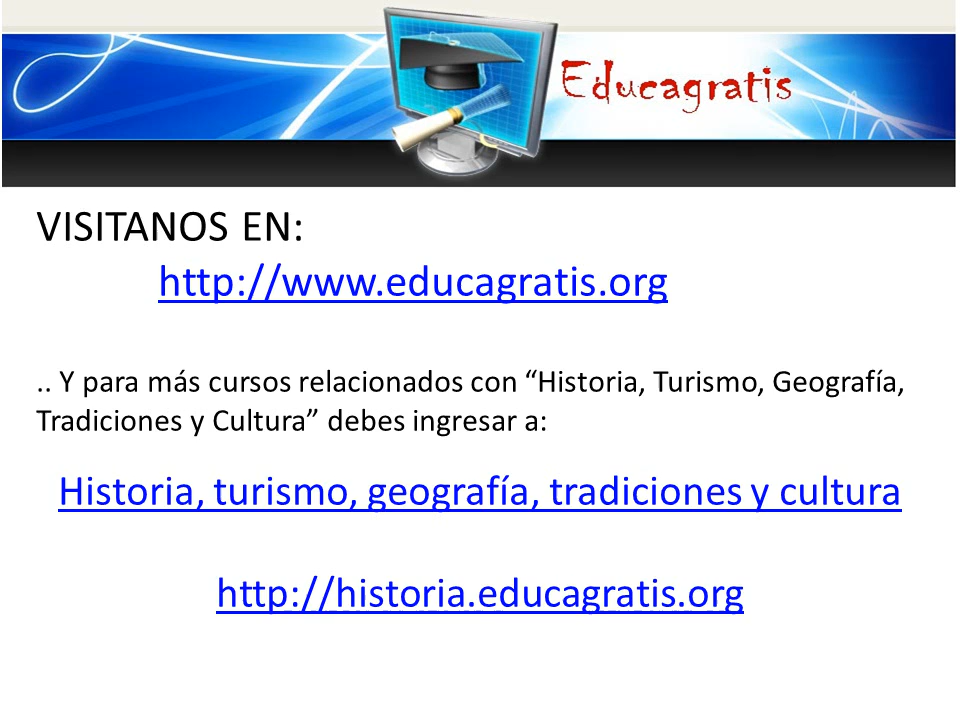 Educagratis
VISITANOS EN:
http://www.educagratis.org
.. Y para más cursos relacionados con “Historia, Turismo, Geografía,
Tradiciones y Cultura” debes ingresar a:
Historia, turismo, geografía, tradiciones y cultura
http://historia.educagratis.org